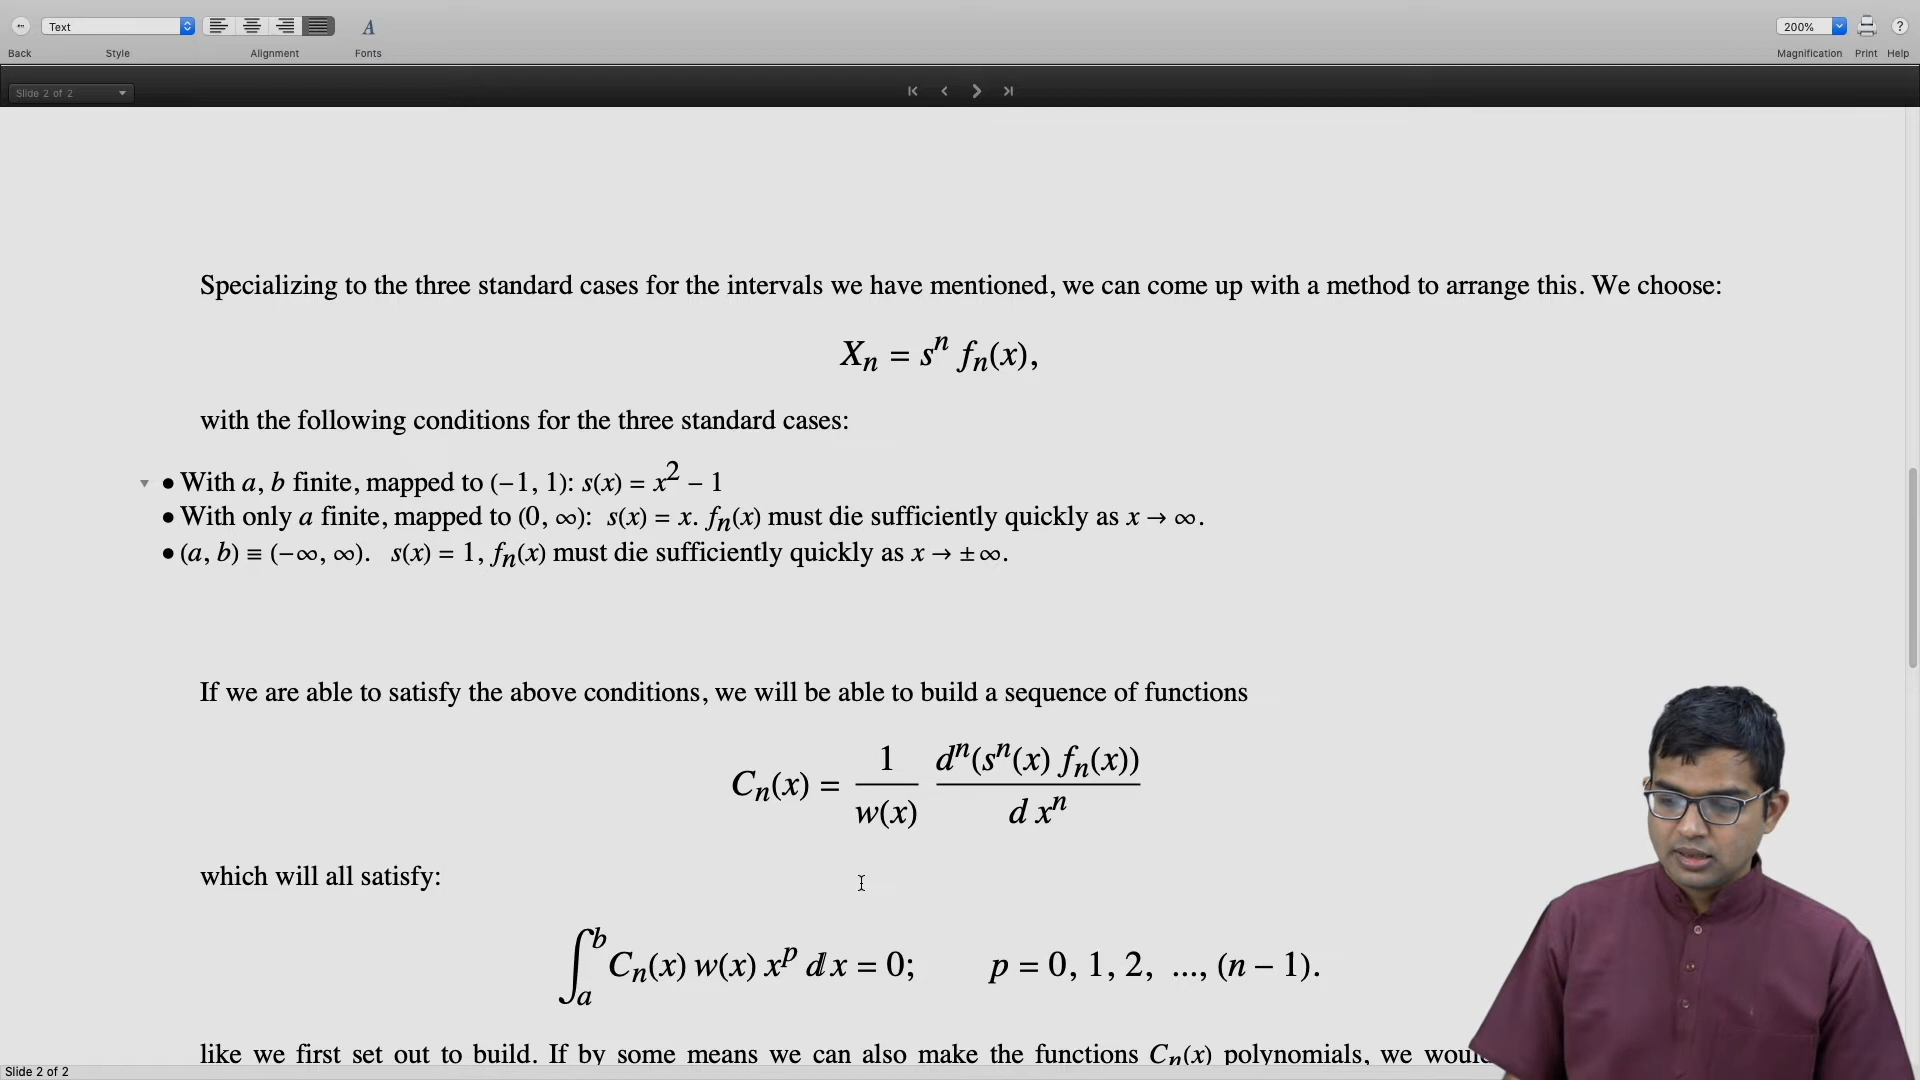 Text
200%
Back
Style
Alignment
Fonts
Magnification
Print
Help
Slide 2 of 2
Specializing to the three standard cases for the intervals we have mentioned, we can come up with a method to arrange this. We choose:
Xₙ = sⁿ fₙ(x),
with the following conditions for the three standard cases:
● With a, b finite, mapped to (−1, 1): s(x) = x² − 1
● With only a finite, mapped to (0, ∞): s(x) = x. fₙ(x) must die sufficiently quickly as x → ∞.
● (a, b) ≡ (−∞, ∞). s(x) = 1, fₙ(x) must die sufficiently quickly as x → ± ∞.
If we are able to satisfy the above conditions, we will be able to build a sequence of functions
Cₙ(x) = 1/w(x) dⁿ(sⁿ(x) fₙ(x))/d xⁿ
which will all satisfy:
∫ₐᵇ Cₙ(x) w(x) xᵖ ⅆx = 0; p = 0, 1, 2, ..., (n − 1).
like we first set out to build. If by some means we can also make the functions Cₙ(x) polynomials, we
Slide 2 of 2